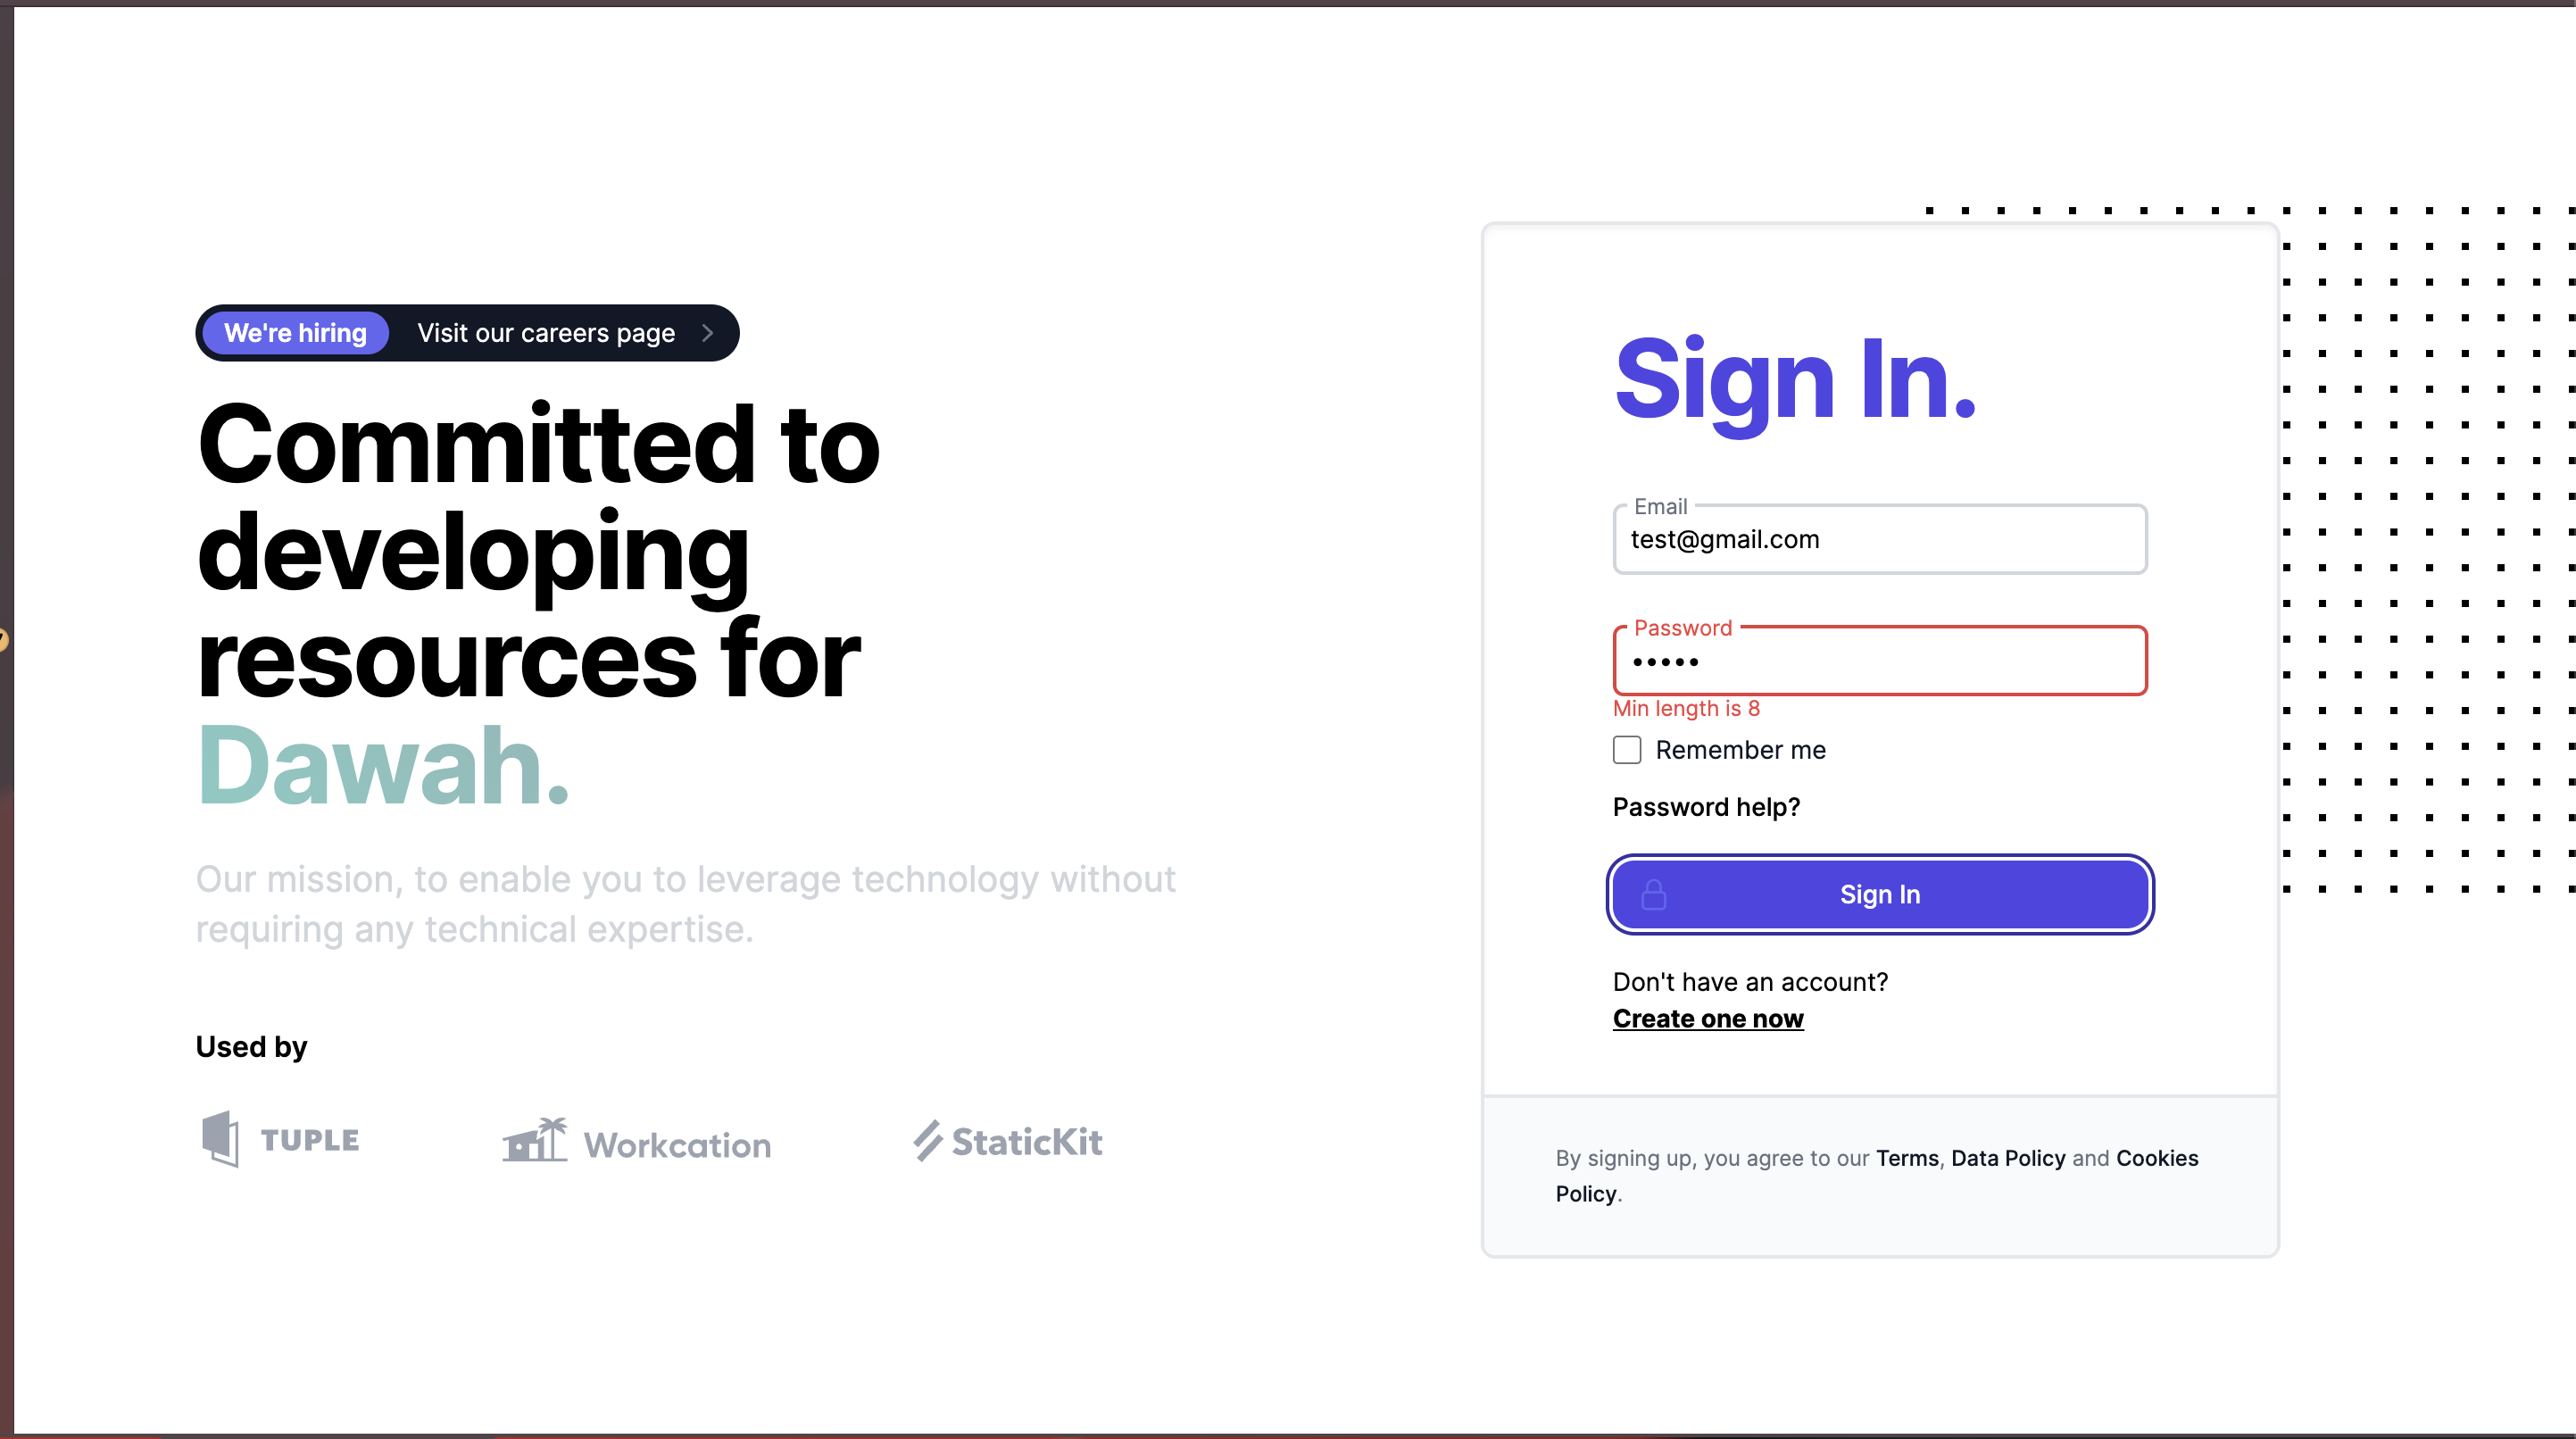 We're hiring Visit our careers page
Committed to
developing
resources for
Dawah.
Our mission, to enable you to leverage technology without
requiring any technical expertise.
Used by
TUPLE Workcation StaticKit
Sign In.
Email
test@gmail.com
Password
•••••
Min length is 8
Remember me
Password help?
Sign In
Don't have an account?
Create one now
By signing up, you agree to our Terms, Data Policy and Cookies
Policy.